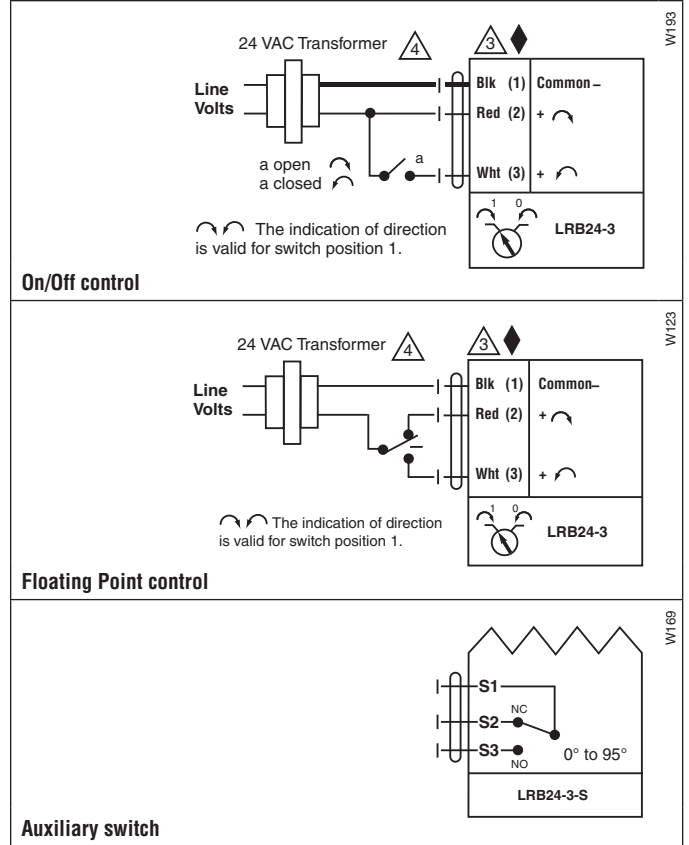 W193
24 VAC Transformer 4 3
Line
Volts
Blk (1) Common –
Red (2) +
a
Wht (3) +
a open
a closed
1 0
LRB24-3
The indication of direction
is valid for switch position 1.
On/Off control
W123
24 VAC Transformer 4 3
Line
Volts
Blk (1) Common–
Red (2) +
Wht (3) +
1 0
LRB24-3
The indication of direction
is valid for switch position 1.
Floating Point control
W169
S1
S2 NC
S3 NO
0° to 95°
LRB24-3-S
Auxiliary switch